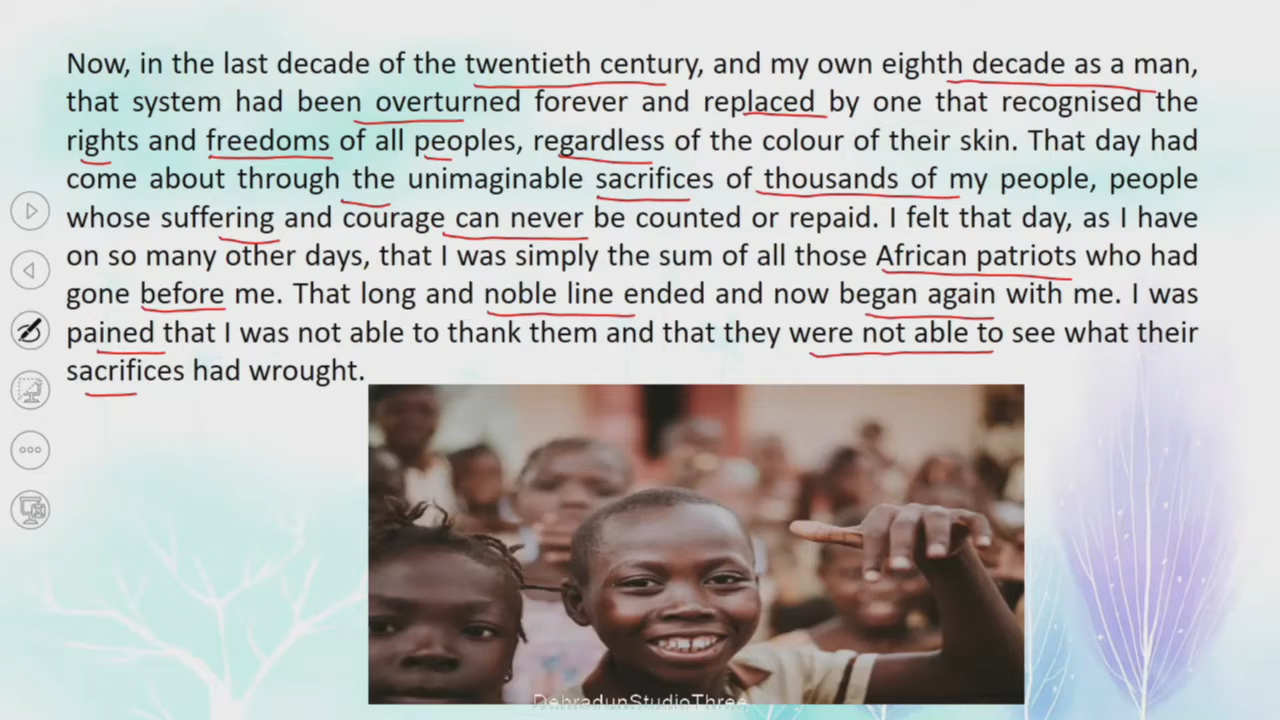 Now, in the last decade of the twentieth century, and my own eighth decade as a man,
that system had been overturned forever and replaced by one that recognised the
rights and freedoms of all peoples, regardless of the colour of their skin. That day had
come about through the unimaginable sacrifices of thousands of my people, people
whose suffering and courage can never be counted or repaid. I felt that day, as I have
on so many other days, that I was simply the sum of all those African patriots who had
gone before me. That long and noble line ended and now began again with me. I was
pained that I was not able to thank them and that they were not able to see what their
sacrifices had wrought.
DehradunStudioThree